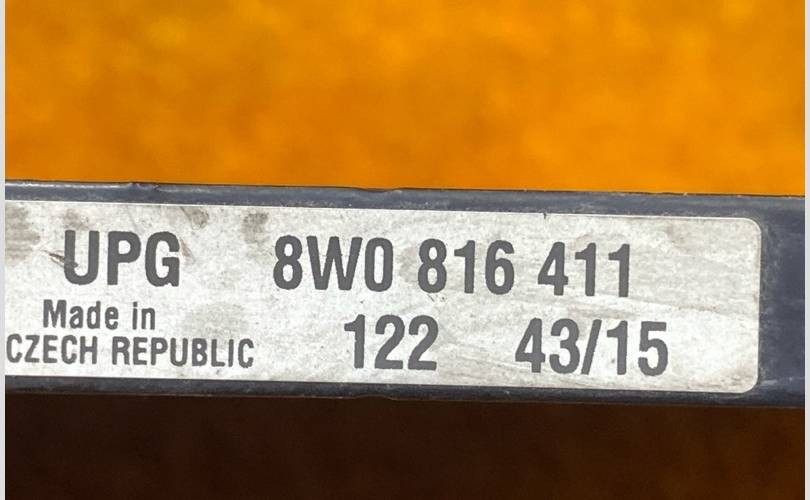 UPG 8W0 816 411
Made in
CZECH REPUBLIC 122 43/15